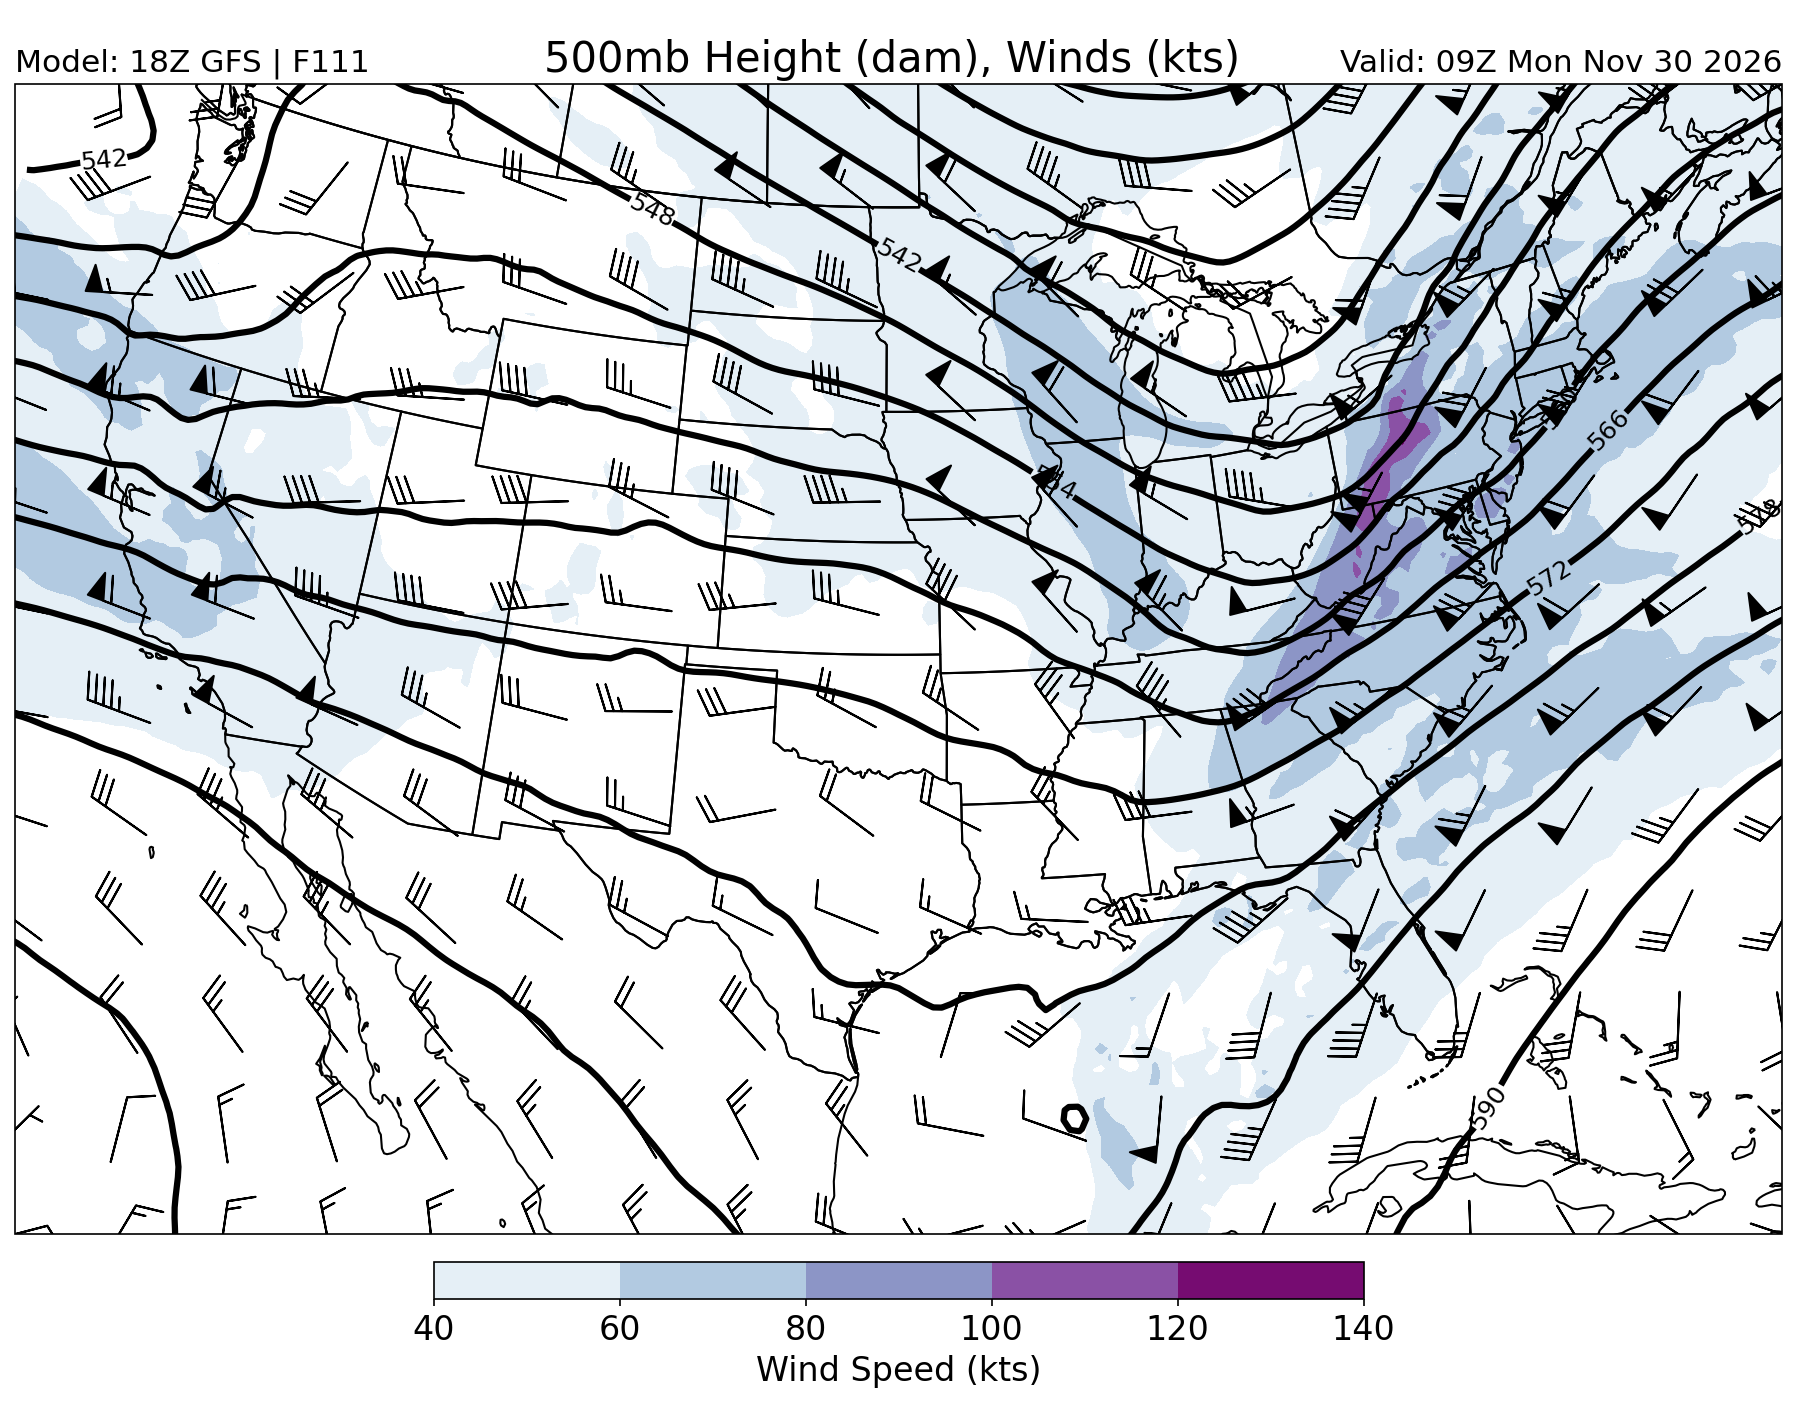 Model: 18Z GFS | F111
500mb Height (dam), Winds (kts)
Valid: 09Z Mon Nov 30 2026
542
548
542
566
578
572
590
40 60 80 100 120 140
Wind Speed (kts)